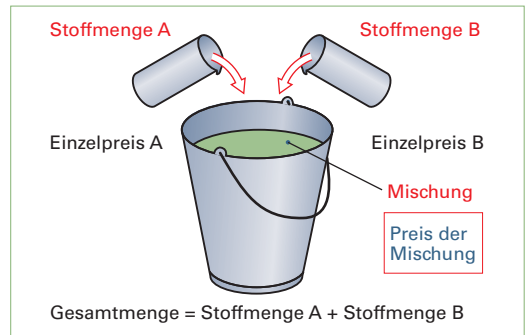 Stoffmenge A
Stoffmenge B
Einzelpreis A
Einzelpreis B
Mischung
Preis der
Mischung
Gesamtmenge = Stoffmenge A + Stoffmenge B